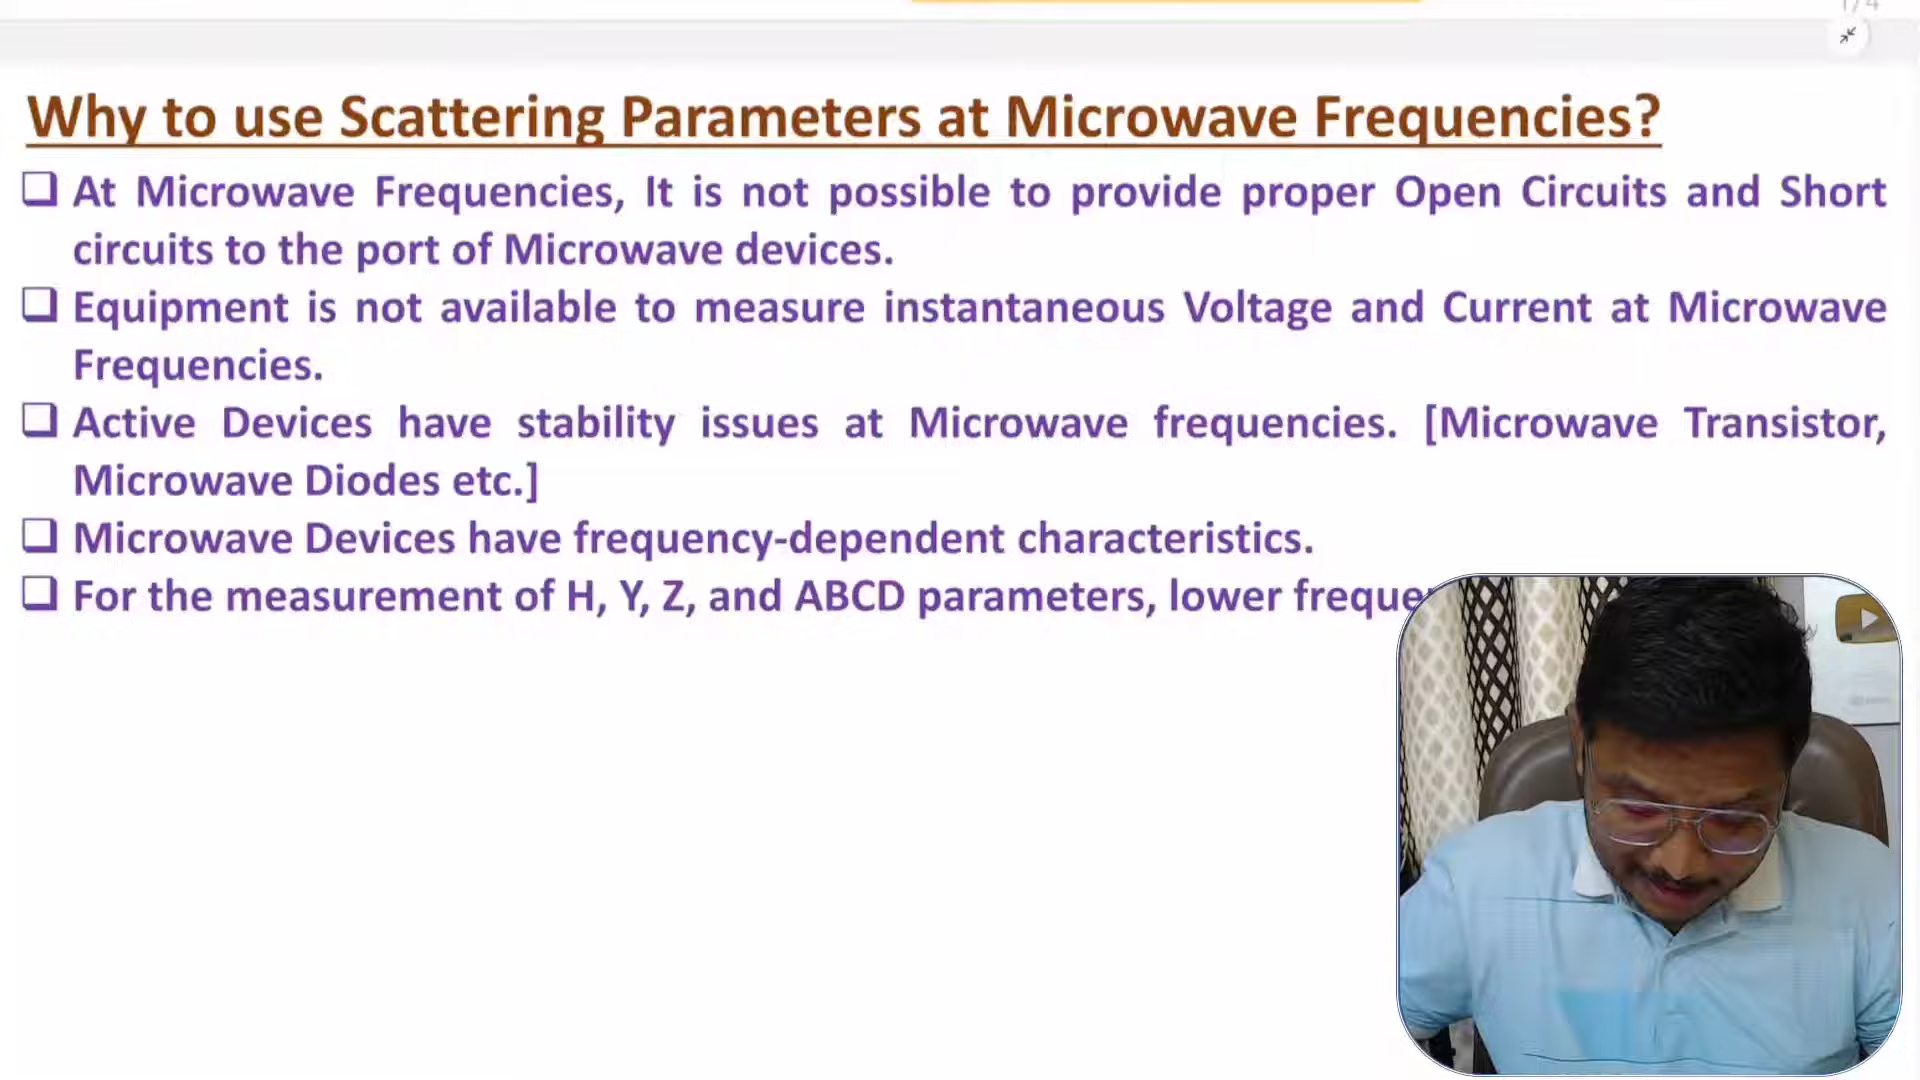 Why to use Scattering Parameters at Microwave Frequencies?
❑ At Microwave Frequencies, It is not possible to provide proper Open Circuits and Short
circuits to the port of Microwave devices.
❑ Equipment is not available to measure instantaneous Voltage and Current at Microwave
Frequencies.
❑ Active Devices have stability issues at Microwave frequencies. [Microwave Transistor,
Microwave Diodes etc.]
❑ Microwave Devices have frequency-dependent characteristics.
❑ For the measurement of H, Y, Z, and ABCD parameters, lower